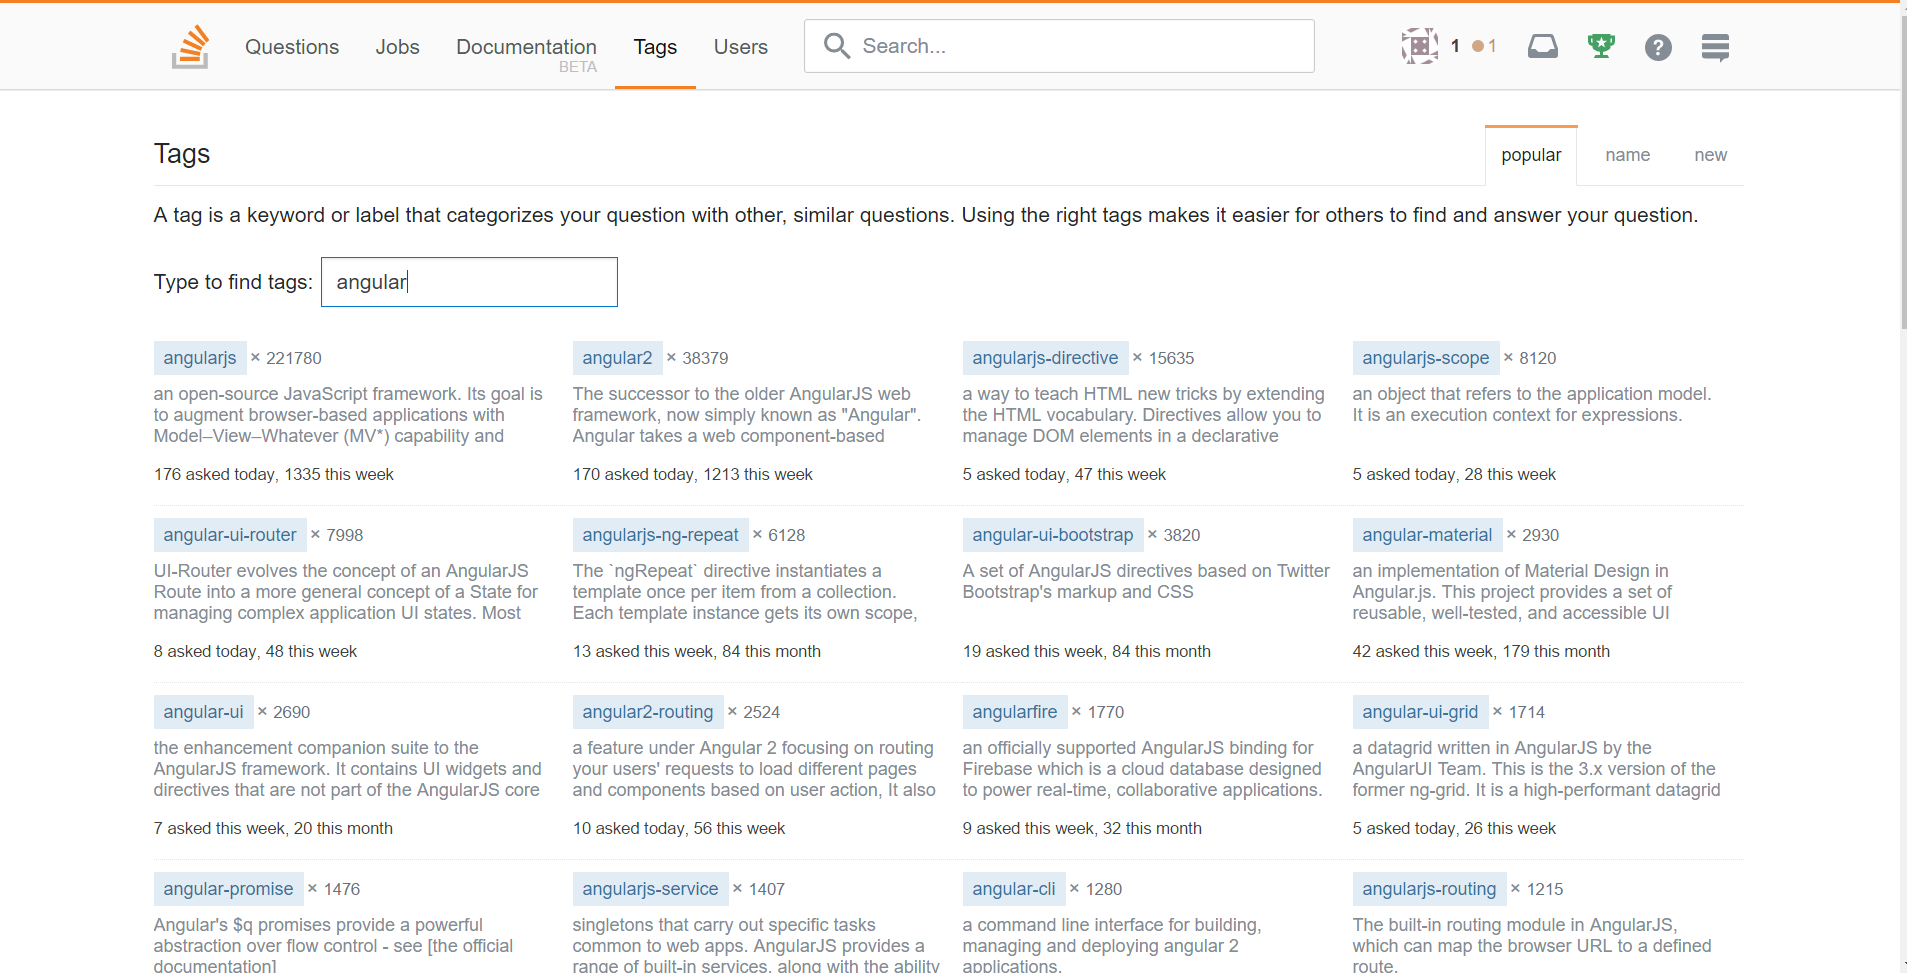 Questions Jobs Documentation Tags Users Search... 1 1
BETA
Tags popular name new
A tag is a keyword or label that categorizes your question with other, similar questions. Using the right tags makes it easier for others to find and answer your question.
Type to find tags: angular
angularjs × 221780
an open-source JavaScript framework. Its goal is
to augment browser-based applications with
Model–View–Whatever (MV*) capability and
176 asked today, 1335 this week
angular2 × 38379
The successor to the older AngularJS web
framework, now simply known as "Angular".
Angular takes a web component-based
170 asked today, 1213 this week
angularjs-directive × 15635
a way to teach HTML new tricks by extending
the HTML vocabulary. Directives allow you to
manage DOM elements in a declarative
5 asked today, 47 this week
angularjs-scope × 8120
an object that refers to the application model.
It is an execution context for expressions.
5 asked today, 28 this week
angular-ui-router × 7998
UI-Router evolves the concept of an AngularJS
Route into a more general concept of a State for
managing complex application UI states. Most
8 asked today, 48 this week
angularjs-ng-repeat × 6128
The `ngRepeat` directive instantiates a
template once per item from a collection.
Each template instance gets its own scope,
13 asked this week, 84 this month
angular-ui-bootstrap × 3820
A set of AngularJS directives based on Twitter
Bootstrap's markup and CSS
19 asked this week, 84 this month
angular-material × 2930
an implementation of Material Design in
Angular.js. This project provides a set of
reusable, well-tested, and accessible UI
42 asked this week, 179 this month
angular-ui × 2690
the enhancement companion suite to the
AngularJS framework. It contains UI widgets and
directives that are not part of the AngularJS core
7 asked this week, 20 this month
angular2-routing × 2524
a feature under Angular 2 focusing on routing
your users' requests to load different pages
and components based on user action, It also
10 asked today, 56 this week
angularfire × 1770
an officially supported AngularJS binding for
Firebase which is a cloud database designed
to power real-time, collaborative applications.
9 asked this week, 32 this month
angular-ui-grid × 1714
a datagrid written in AngularJS by the
AngularUI Team. This is the 3.x version of the
former ng-grid. It is a high-performant datagrid
5 asked today, 26 this week
angular-promise × 1476
Angular's $q promises provide a powerful
abstraction over flow control - see [the official
documentation]
angularjs-service × 1407
singletons that carry out specific tasks
common to web apps. AngularJS provides a
range of built-in services, along with the ability
angular-cli × 1280
a command line interface for building,
managing and deploying angular 2
applications.
angularjs-routing × 1215
The built-in routing module in AngularJS,
which can map the browser URL to a defined
route.